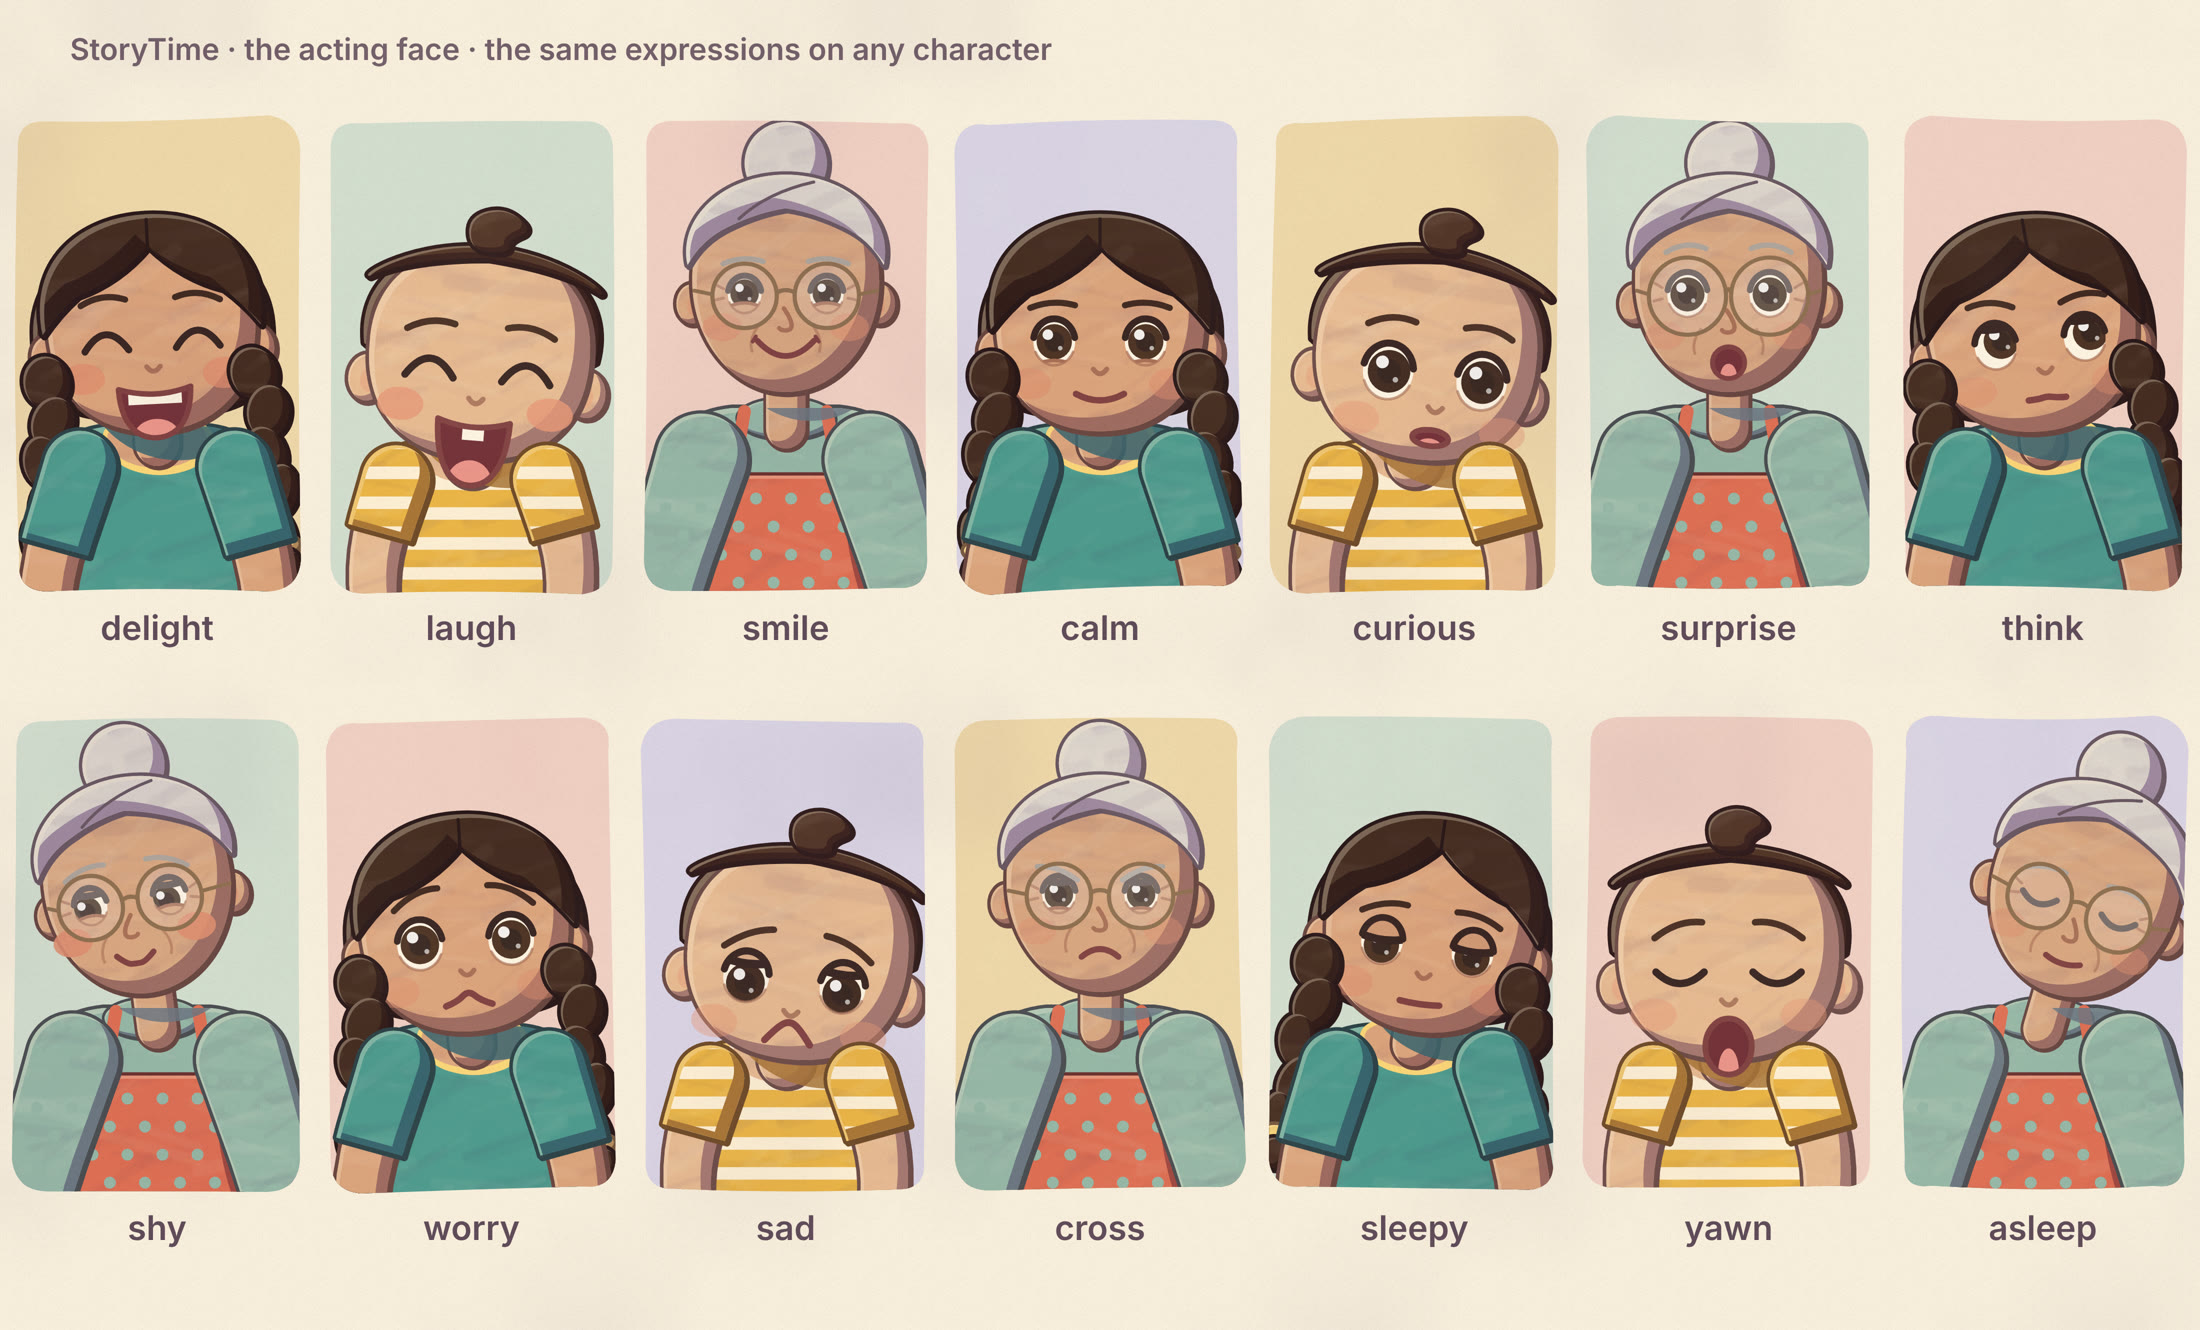 StoryTime · the acting face · the same expressions on any character
delight
laugh
smile
calm
curious
surprise
think
shy
worry
sad
cross
sleepy
yawn
asleep